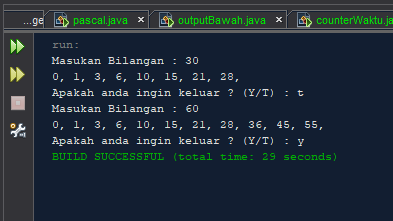 ...ge pascal.java × outputBawah.java × counterWaktu.ja
run:
Masukan Bilangan : 30
0, 1, 3, 6, 10, 15, 21, 28,
Apakah anda ingin keluar ? (Y/T) : t
Masukan Bilangan : 60
0, 1, 3, 6, 10, 15, 21, 28, 36, 45, 55,
Apakah anda ingin keluar ? (Y/T) : y
BUILD SUCCESSFUL (total time: 29 seconds)